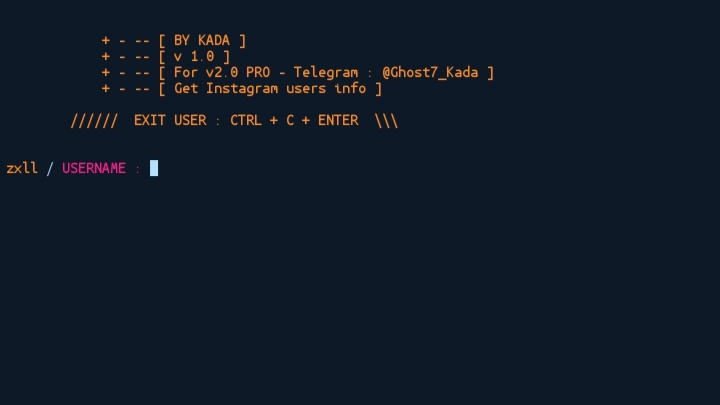 + - -- [ BY KADA ]
+ - -- [ v 1.0 ]
+ - -- [ For v2.0 PRO - Telegram : @Ghost7_Kada ]
+ - -- [ Get Instagram users info ]
////// EXIT USER : CTRL + C + ENTER \\\
zxll / USERNAME :